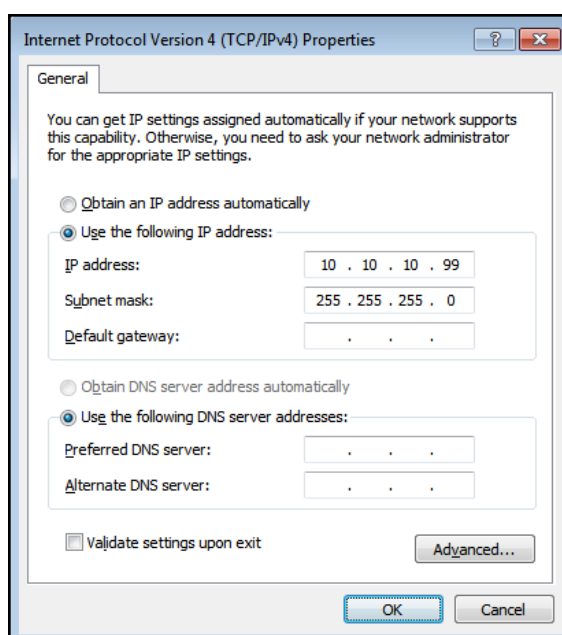 Internet Protocol Version 4 (TCP/IPv4) Properties
General
You can get IP settings assigned automatically if your network supports
this capability. Otherwise, you need to ask your network administrator
for the appropriate IP settings.
Obtain an IP address automatically
Use the following IP address:
IP address: 10 . 10 . 10 . 99
Subnet mask: 255 . 255 . 255 . 0
Default gateway: . . .
Obtain DNS server address automatically
Use the following DNS server addresses:
Preferred DNS server: . . .
Alternate DNS server: . . .
Validate settings upon exit
Advanced...
OK Cancel